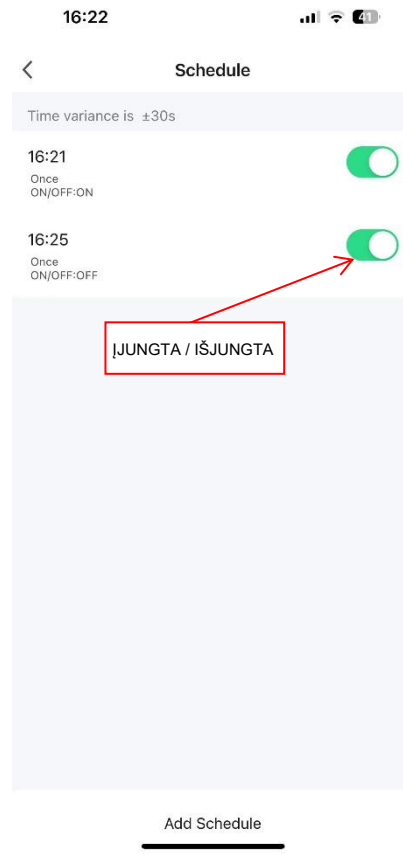 16:22
41
Schedule
Time variance is ±30s
16:21
Once
ON/OFF:ON
16:25
Once
ON/OFF:OFF
ĮJUNGTA / IŠJUNGTA
Add Schedule